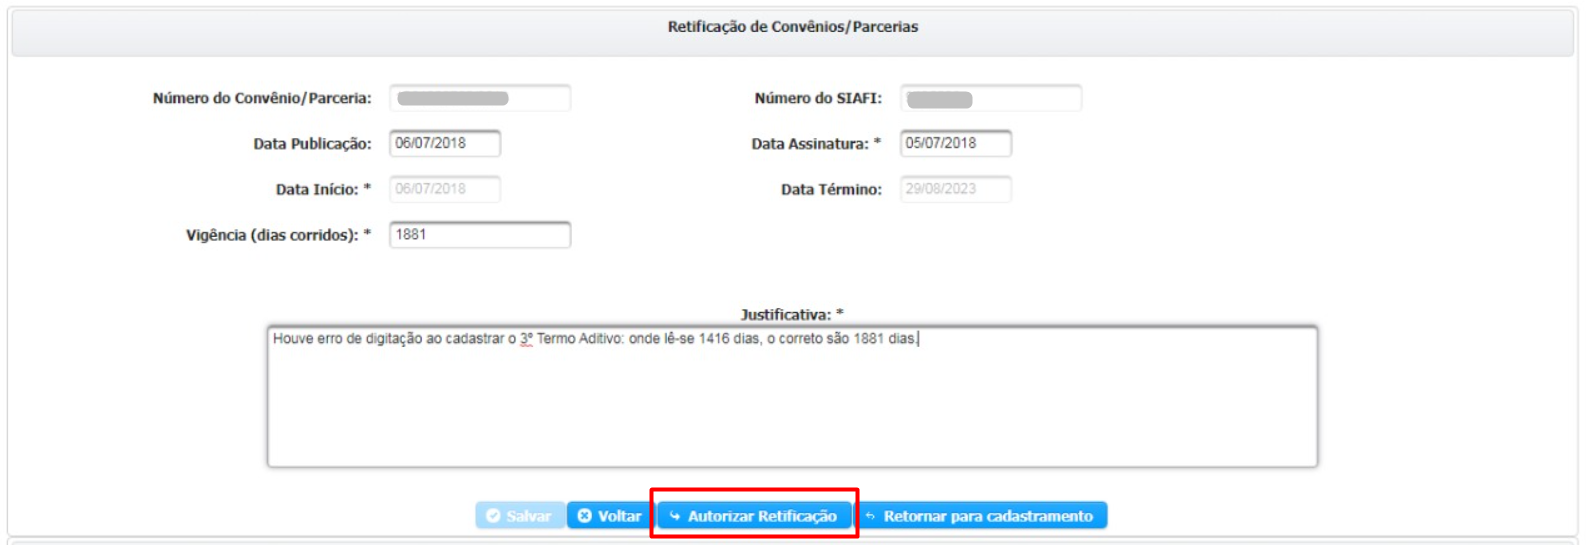 Retificação de Convênios/Parcerias
Número do Convênio/Parceria: Número do SIAFI:
Data Publicação: 06/07/2018 Data Assinatura: * 05/07/2018
Data Início: * 06/07/2018 Data Término: 29/08/2023
Vigência (dias corridos): * 1881
Justificativa: *
Houve erro de digitação ao cadastrar o 3º Termo Aditivo: onde lê-se 1416 dias, o correto são 1881 dias.
Salvar Voltar Autorizar Retificação Retornar para cadastramento